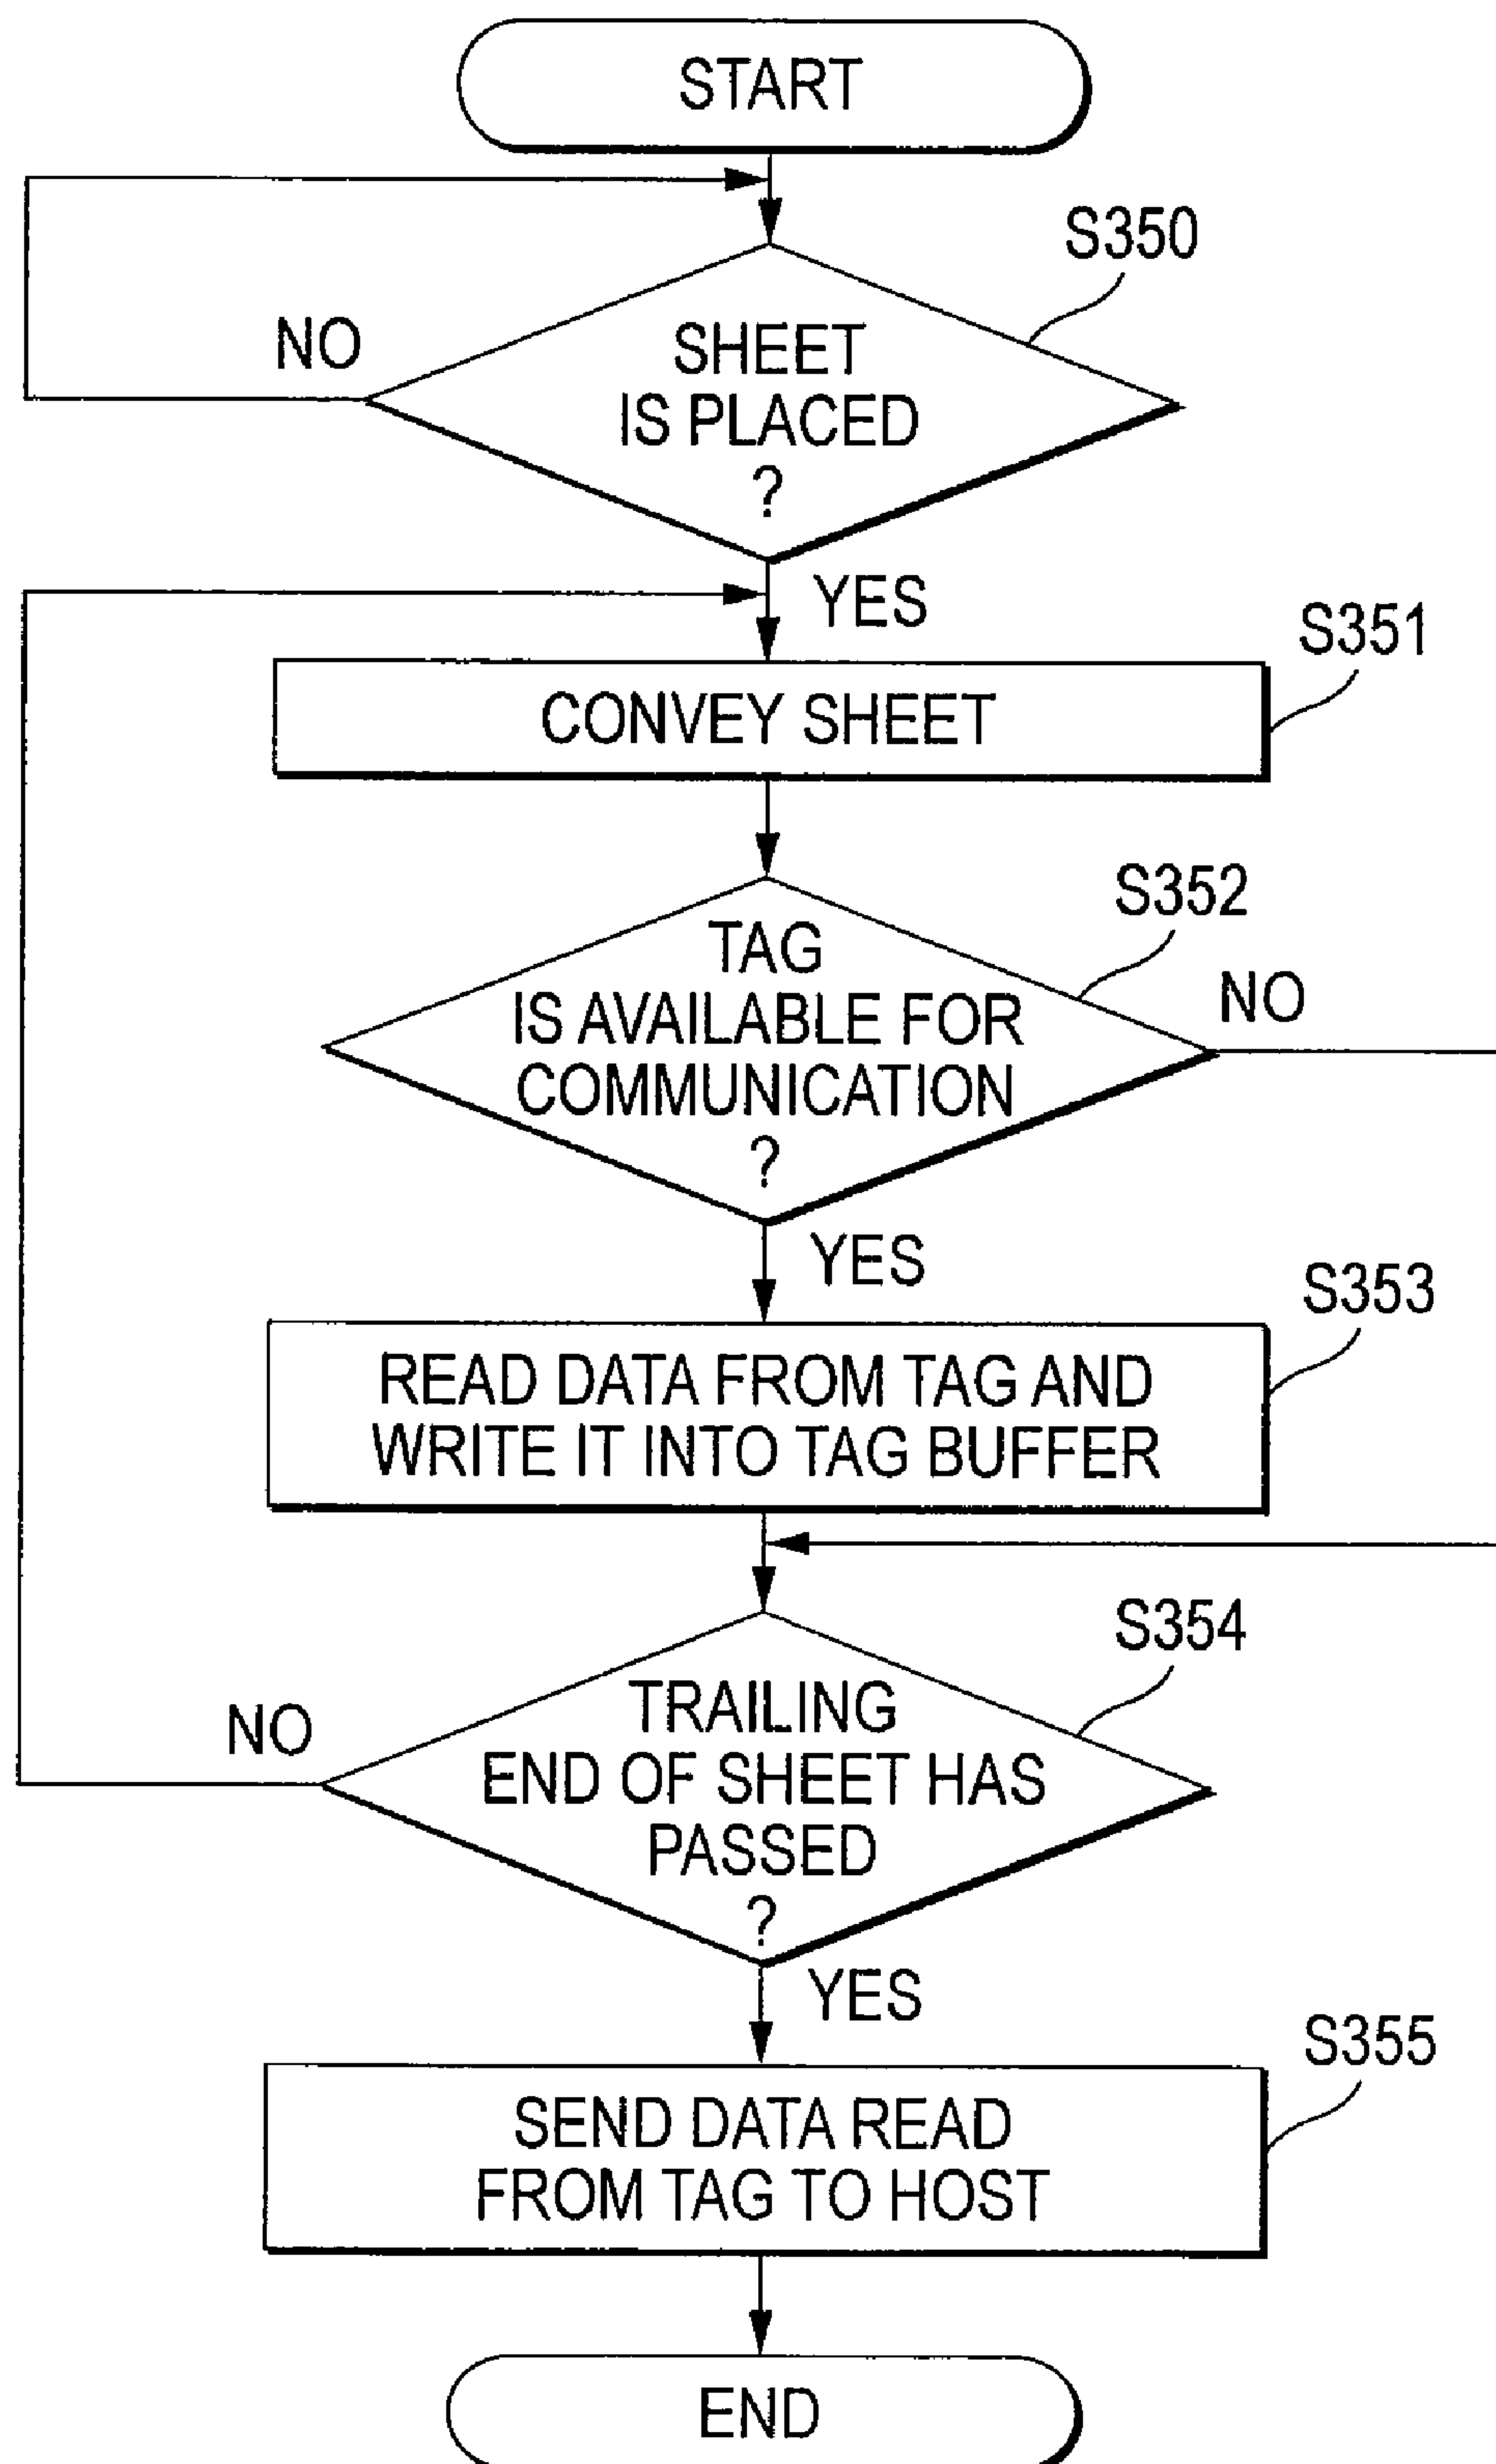 START
S350
NO
SHEET
IS PLACED
?
YES
S351
CONVEY SHEET
S352
TAG
IS AVAILABLE FOR
COMMUNICATION
?
NO
YES
S353
READ DATA FROM TAG AND
WRITE IT INTO TAG BUFFER
S354
NO
TRAILING
END OF SHEET HAS
PASSED
?
YES
S355
SEND DATA READ
FROM TAG TO HOST
END